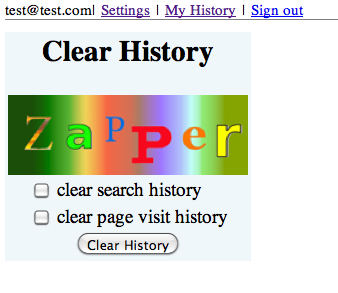 test@test.com| Settings | My History | Sign out
Clear History
ZaPPer
clear search history
clear page visit history
Clear History